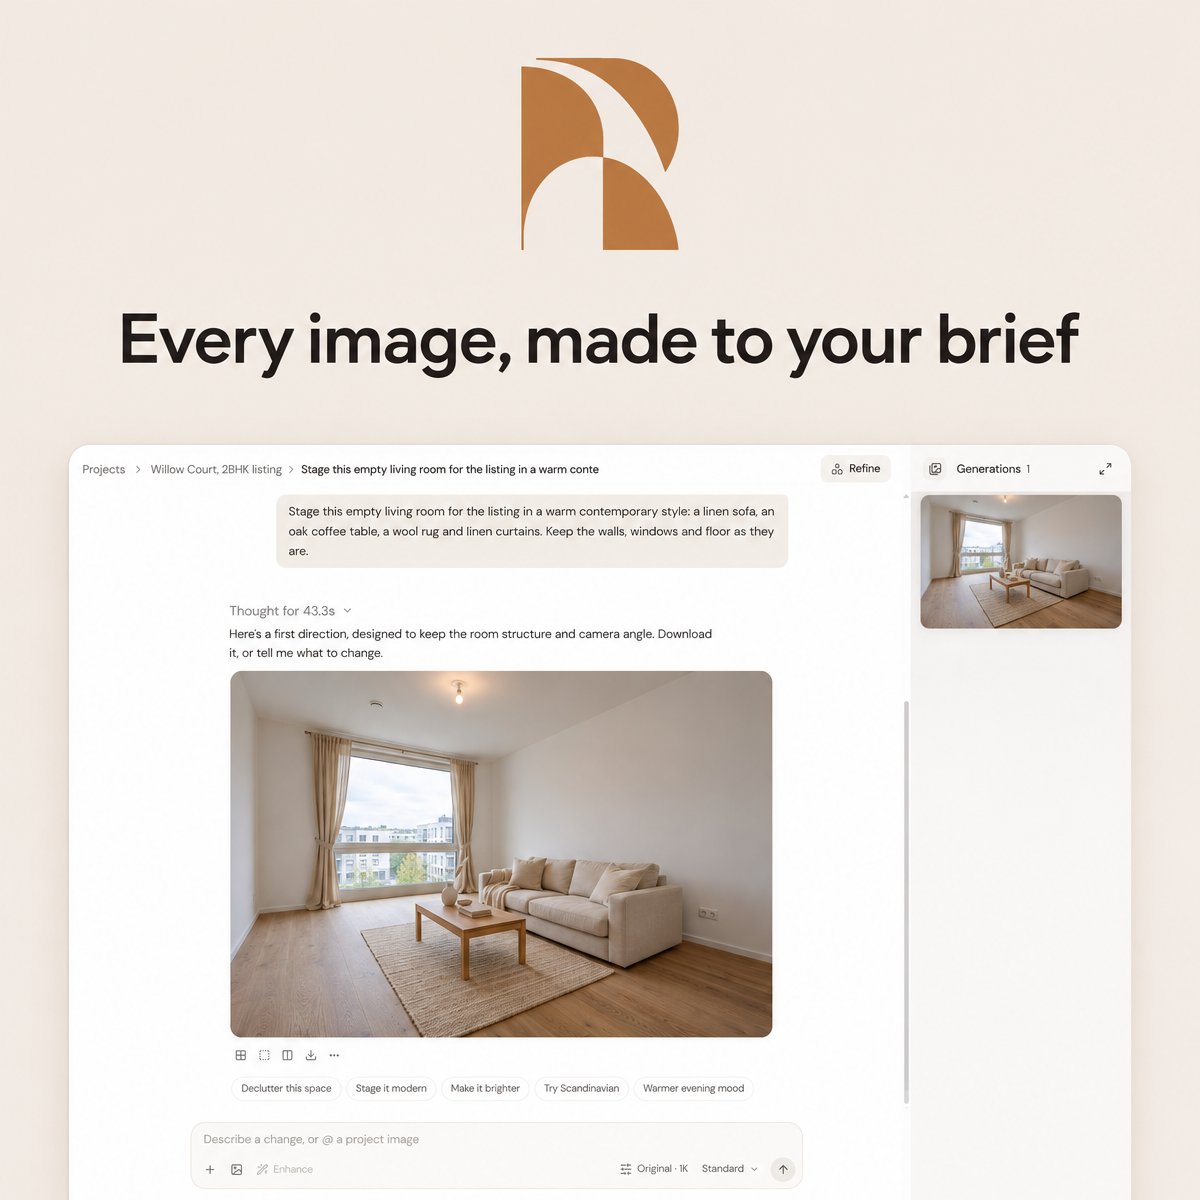 Every image, made to your brief
Projects > Willow Court, 2BHK listing > Stage this empty living room for the listing in a warm conte
Refine
Generations 1
Stage this empty living room for the listing in a warm contemporary style: a linen sofa, an
oak coffee table, a wool rug and linen curtains. Keep the walls, windows and floor as they
are.
Thought for 43.3s
Here's a first direction, designed to keep the room structure and camera angle. Download
it, or tell me what to change.
Declutter this space
Stage it modern
Make it brighter
Try Scandinavian
Warmer evening mood
Describe a change, or @ a project image
Enhance
Original · 1K
Standard